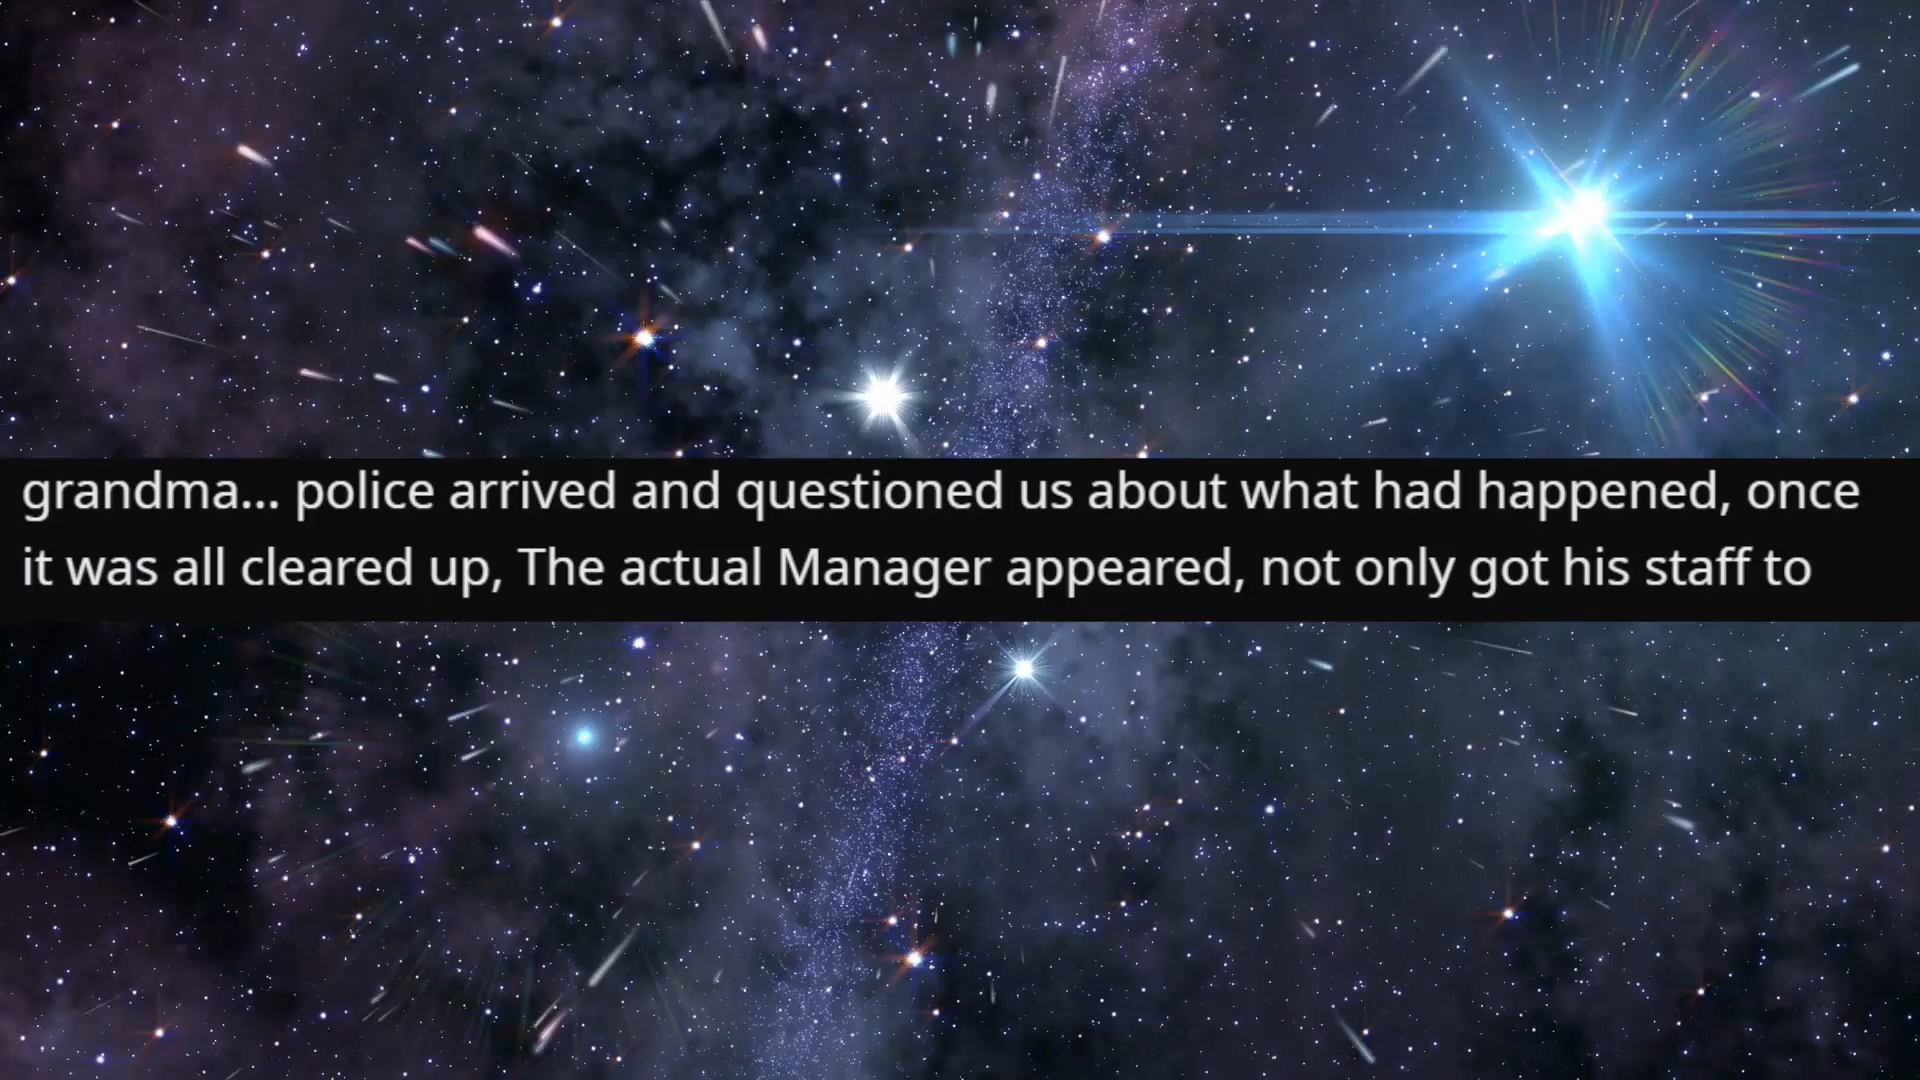 grandma... police arrived and questioned us about what had happened, once
it was all cleared up, The actual Manager appeared, not only got his staff to